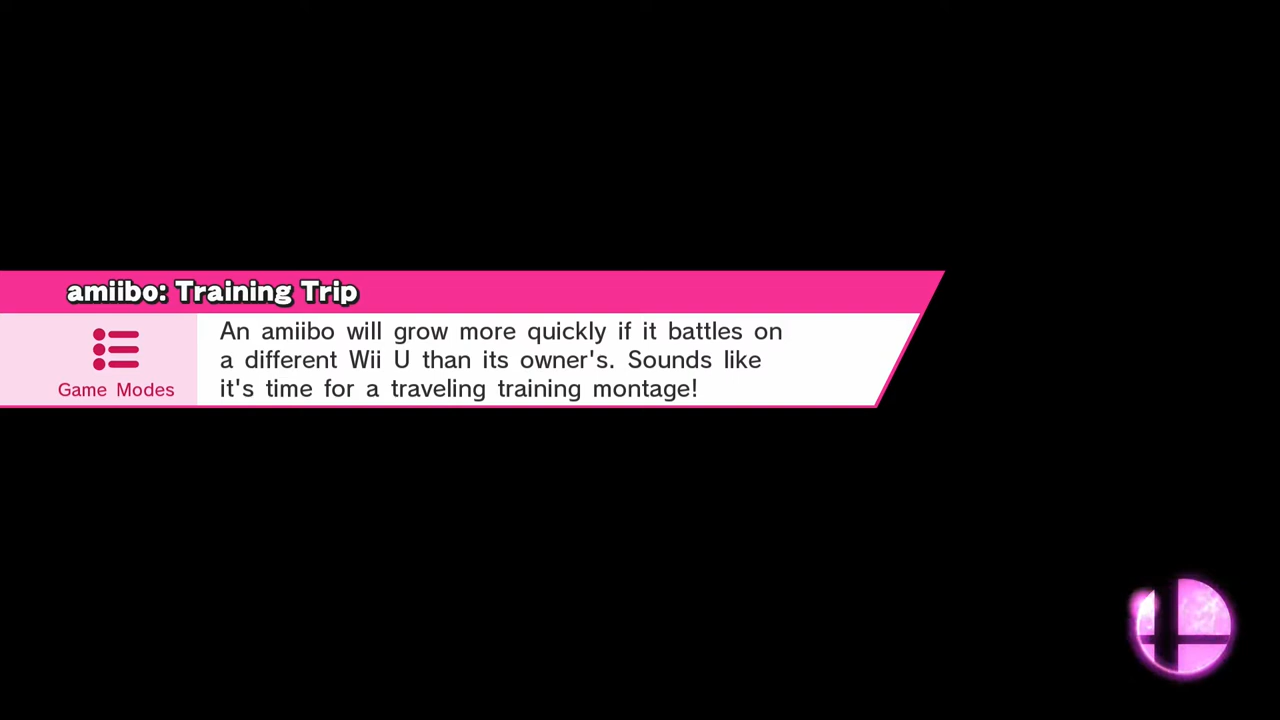 amiibo: Training Trip
An amiibo will grow more quickly if it battles on
a different Wii U than its owner's. Sounds like
it's time for a traveling training montage!
Game Modes